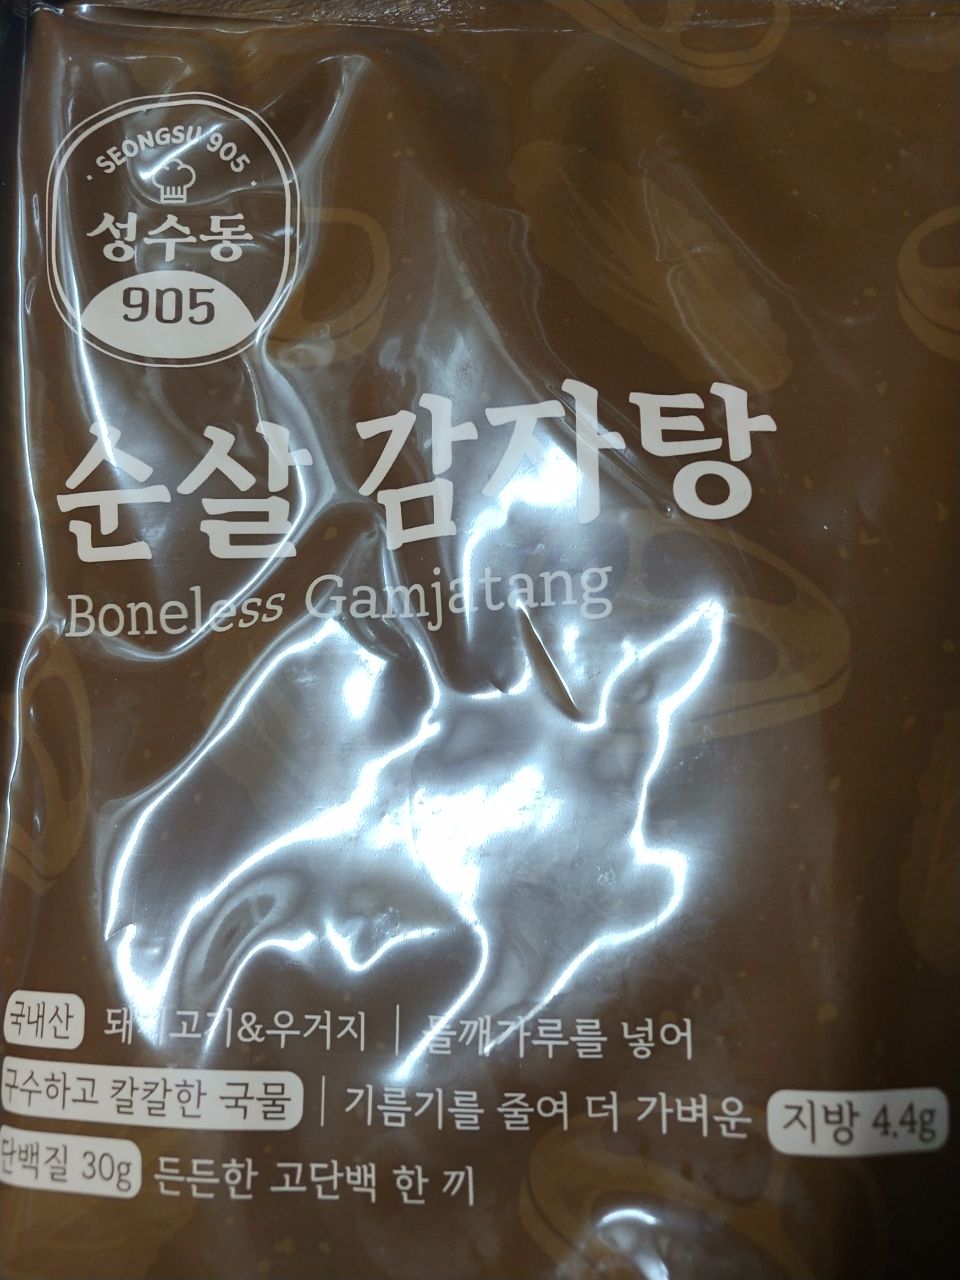 SEONGSU 905
성수동
905
순살 감자탕
Boneless Gamjatang
국내산 돼지고기&우거지 | 들깨가루를 넣어
구수하고 칼칼한 국물 | 기름기를 줄여 더 가벼운 지방 4.4g
단백질 30g 든든한 고단백 한 끼